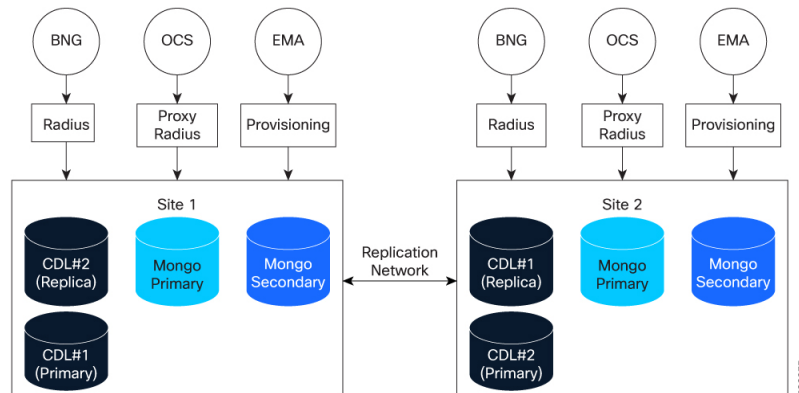 BNG
OCS
EMA
BNG
OCS
EMA
Radius
Proxy
Radius
Provisioning
Radius
Proxy
Radius
Provisioning
Site 1
CDL#2
(Replica)
Mongo
Primary
Mongo
Secondary
CDL#1
(Primary)
Replication
Network
Site 2
CDL#1
(Replica)
Mongo
Primary
Mongo
Secondary
CDL#2
(Primary)